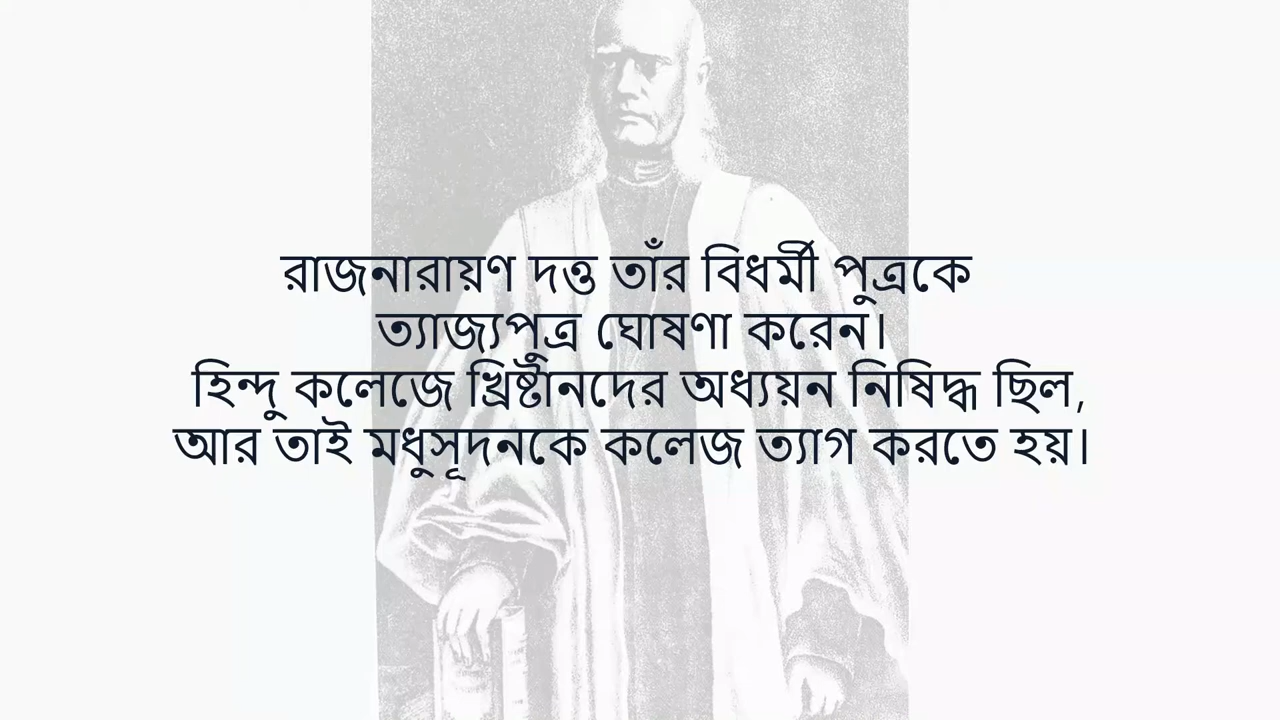 রাজনারায়ণ দত্ত তাঁর বিধর্মী পুত্রকে
ত্যাজ্যপুত্র ঘোষণা করেন।
হিন্দু কলেজে খ্রিষ্টানদের অধ্যয়ন নিষিদ্ধ ছিল,
আর তাই মধুসূদনকে কলেজ ত্যাগ করতে হয়।